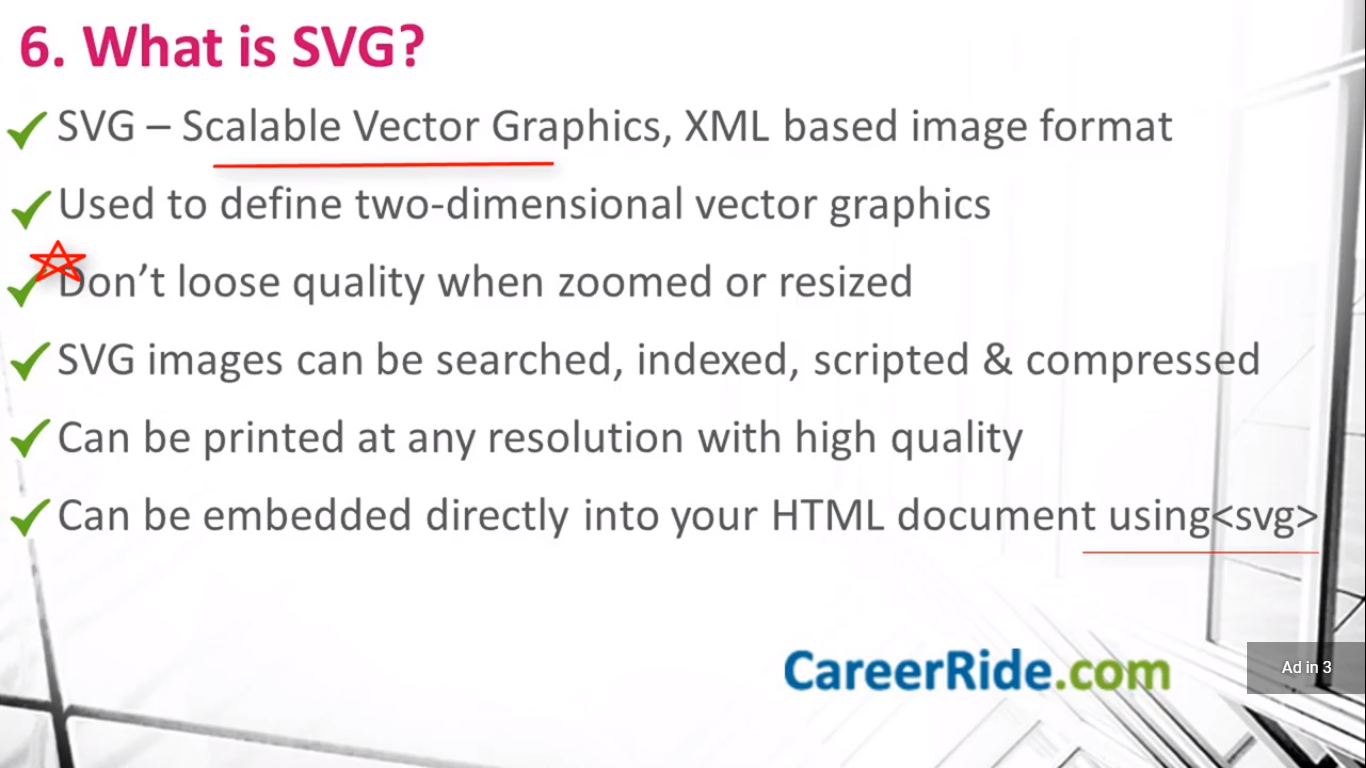 6. What is SVG?
SVG – Scalable Vector Graphics, XML based image format
Used to define two-dimensional vector graphics
Don’t loose quality when zoomed or resized
SVG images can be searched, indexed, scripted & compressed
Can be printed at any resolution with high quality
Can be embedded directly into your HTML document using<svg>
CareerRide.com
Ad in 3